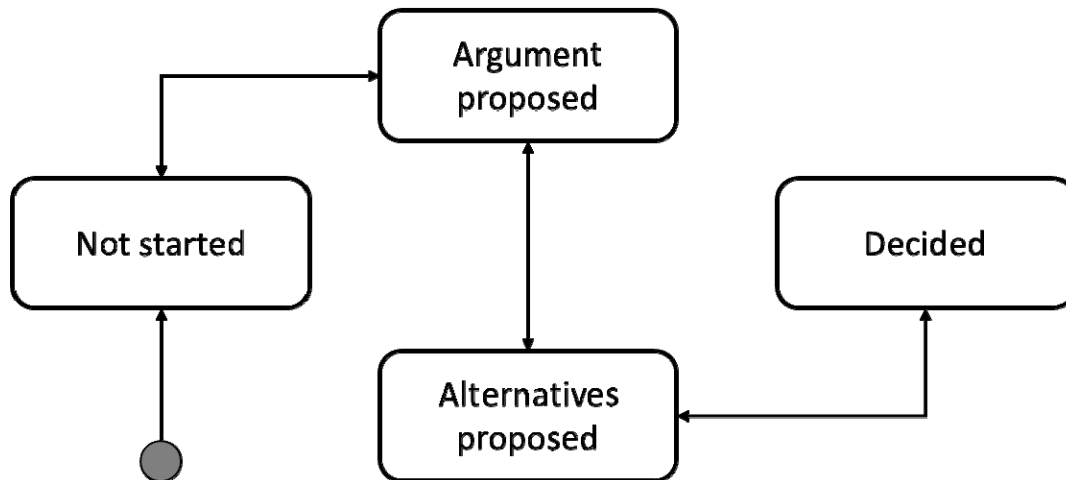 Argument
proposed
Not started
Decided
Alternatives
proposed